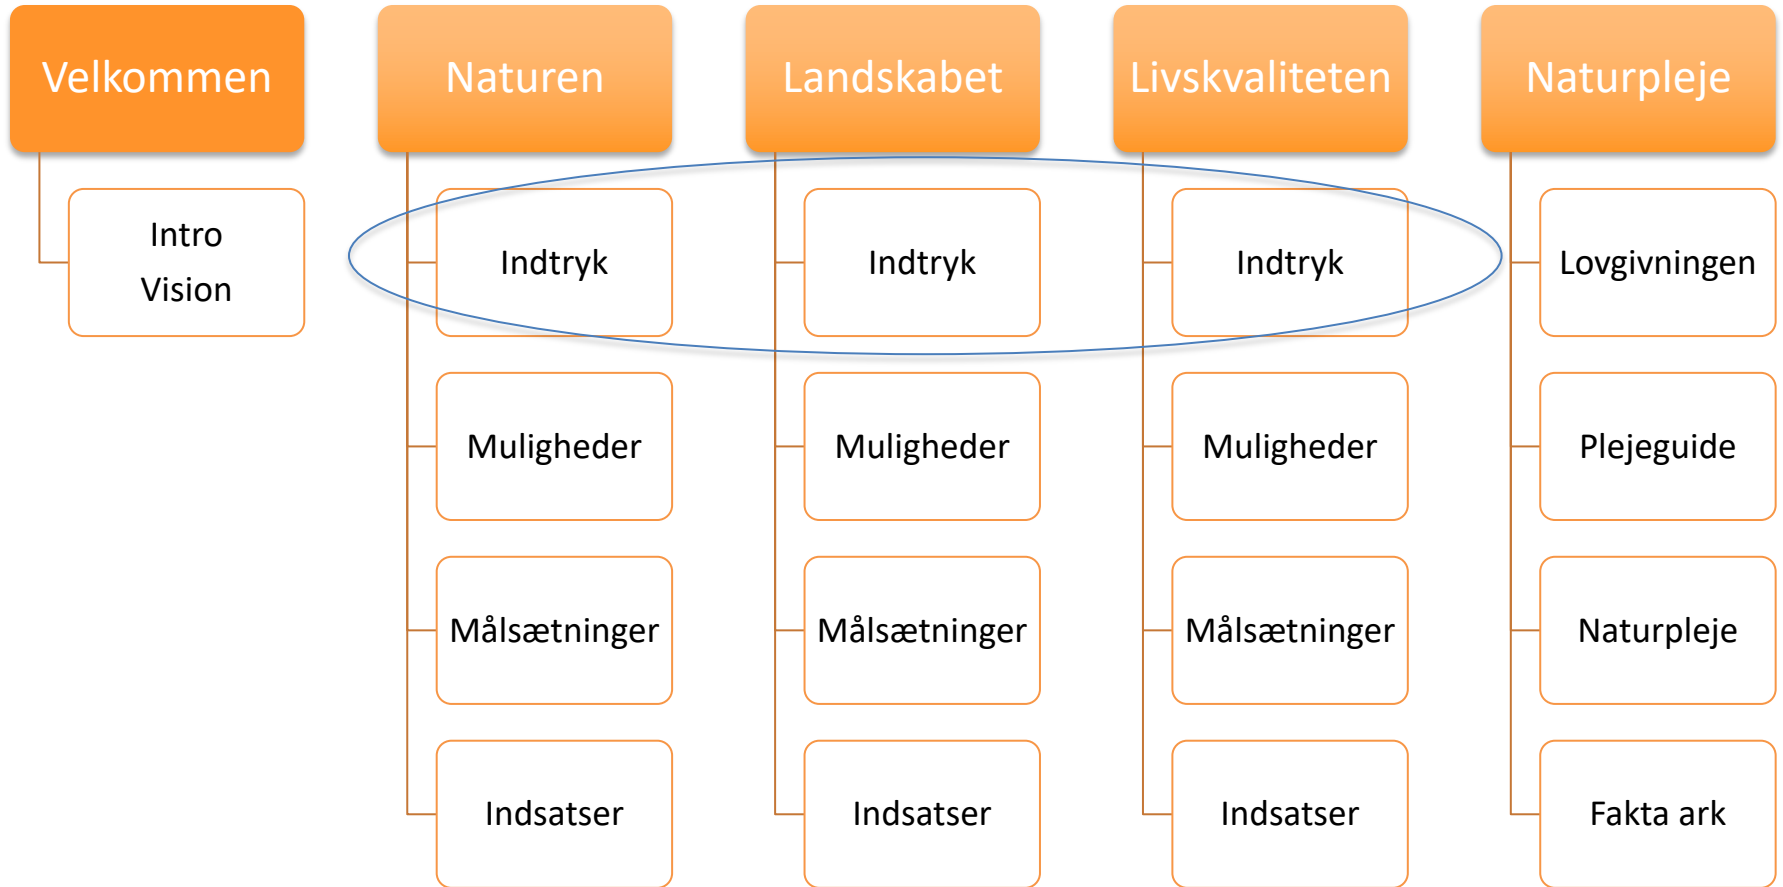 Velkommen
Naturen
Landskabet
Livskvaliteten
Naturpleje
Intro
Vision
Indtryk
Indtryk
Indtryk
Lovgivningen
Muligheder
Muligheder
Muligheder
Plejeguide
Målsætninger
Målsætninger
Målsætninger
Naturpleje
Indsatser
Indsatser
Indsatser
Fakta ark